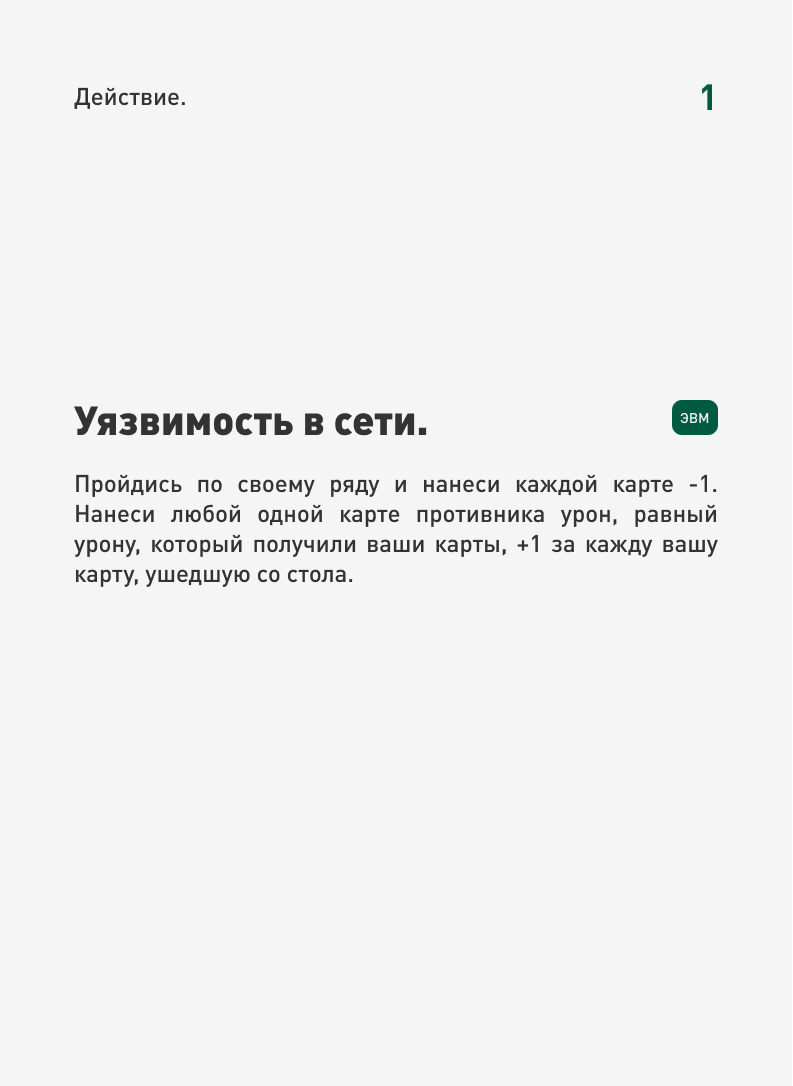 Действие.
1
Уязвимость в сети.
ЭВМ
Пройдись по своему ряду и нанеси каждой карте -1.
Нанеси любой одной карте противника урон, равный
урону, который получили ваши карты, +1 за кажду вашу
карту, ушедшую со стола.